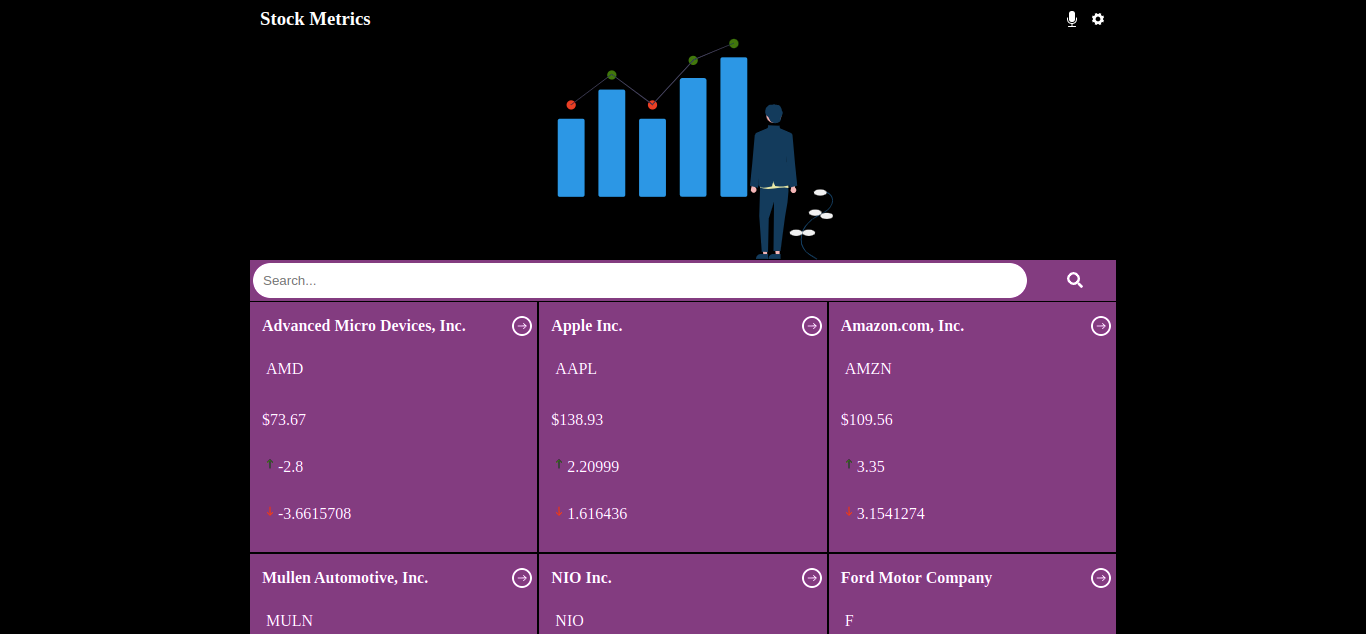 Stock Metrics
Search...
Advanced Micro Devices, Inc.
AMD
$73.67
-2.8
-3.6615708
Apple Inc.
AAPL
$138.93
2.20999
1.616436
Amazon.com, Inc.
AMZN
$109.56
3.35
3.1541274
Mullen Automotive, Inc.
MULN
NIO Inc.
NIO
Ford Motor Company
F